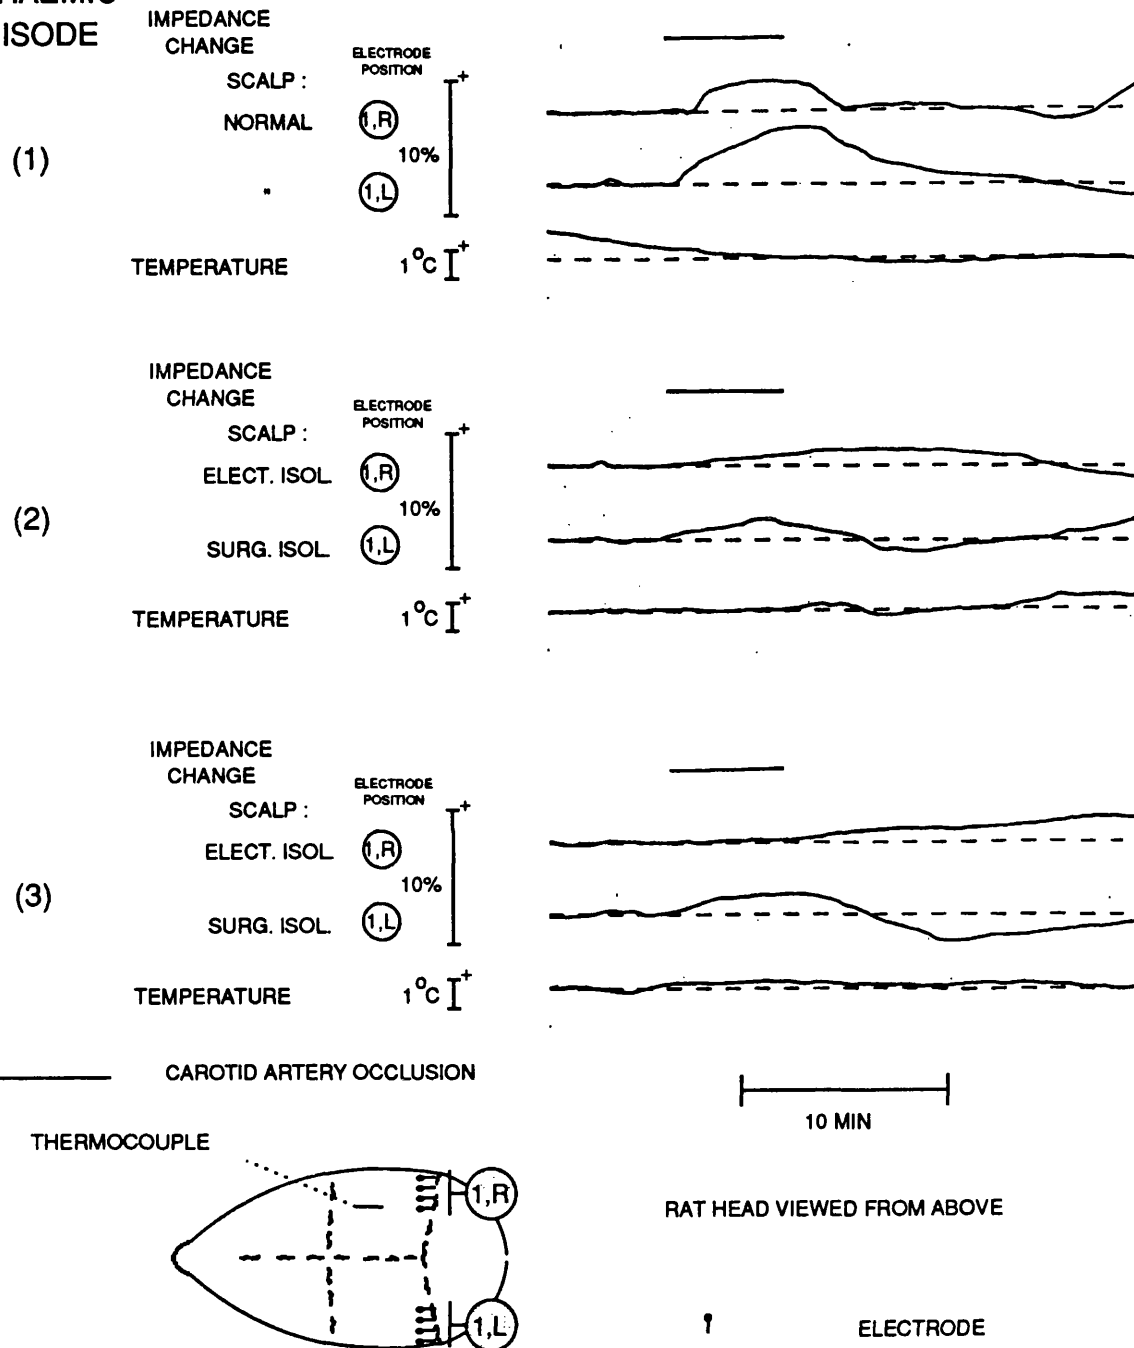 ISODE
IMPEDANCE
CHANGE
ELECTRODE
POSITION
SCALP :
+
NORMAL
1,R
(1)
10%
"
1,L
TEMPERATURE
1°C
+
IMPEDANCE
CHANGE
ELECTRODE
POSITION
SCALP :
+
ELECT. ISOL
1,R
(2)
10%
SURG. ISOL.
1,L
TEMPERATURE
1°C
+
IMPEDANCE
CHANGE
ELECTRODE
POSITION
SCALP :
+
ELECT. ISOL
1,R
(3)
10%
SURG. ISOL.
1,L
TEMPERATURE
1°C
+
CAROTID ARTERY OCCLUSION
10 MIN
THERMOCOUPLE
1,R
RAT HEAD VIEWED FROM ABOVE
1,L
ELECTRODE